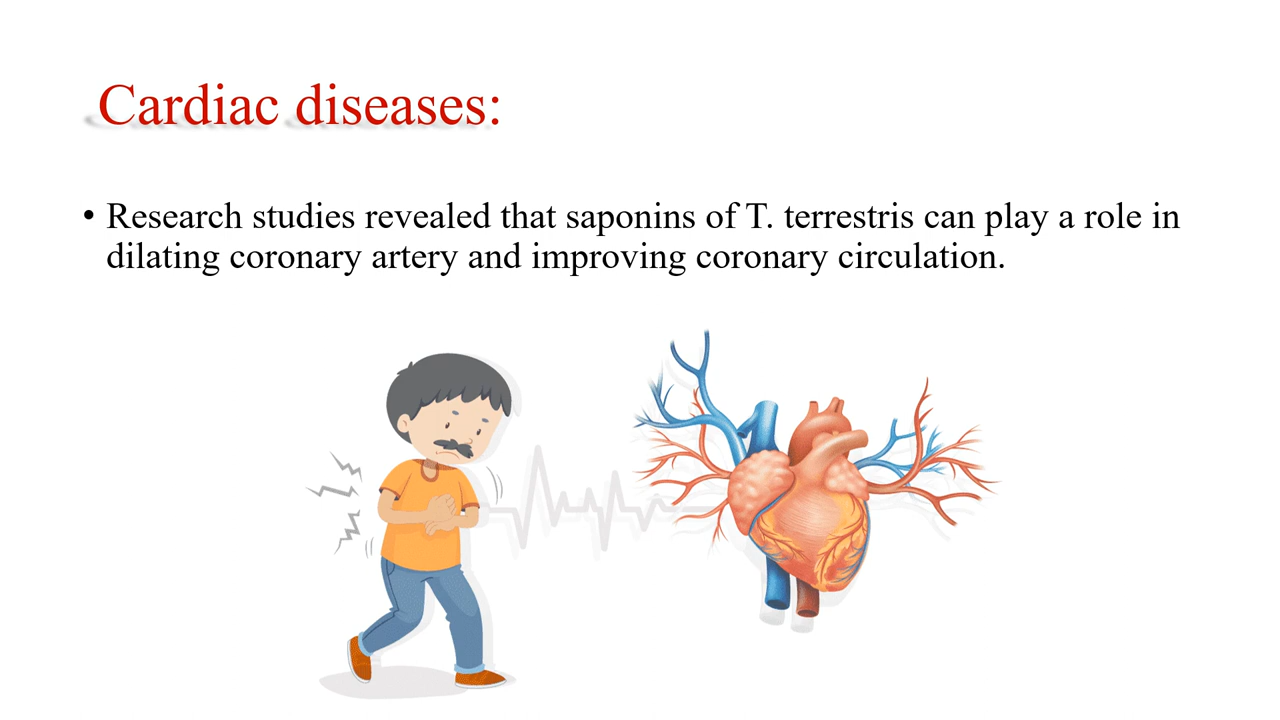 Cardiac diseases:
• Research studies revealed that saponins of T. terrestris can play a role in
dilating coronary artery and improving coronary circulation.